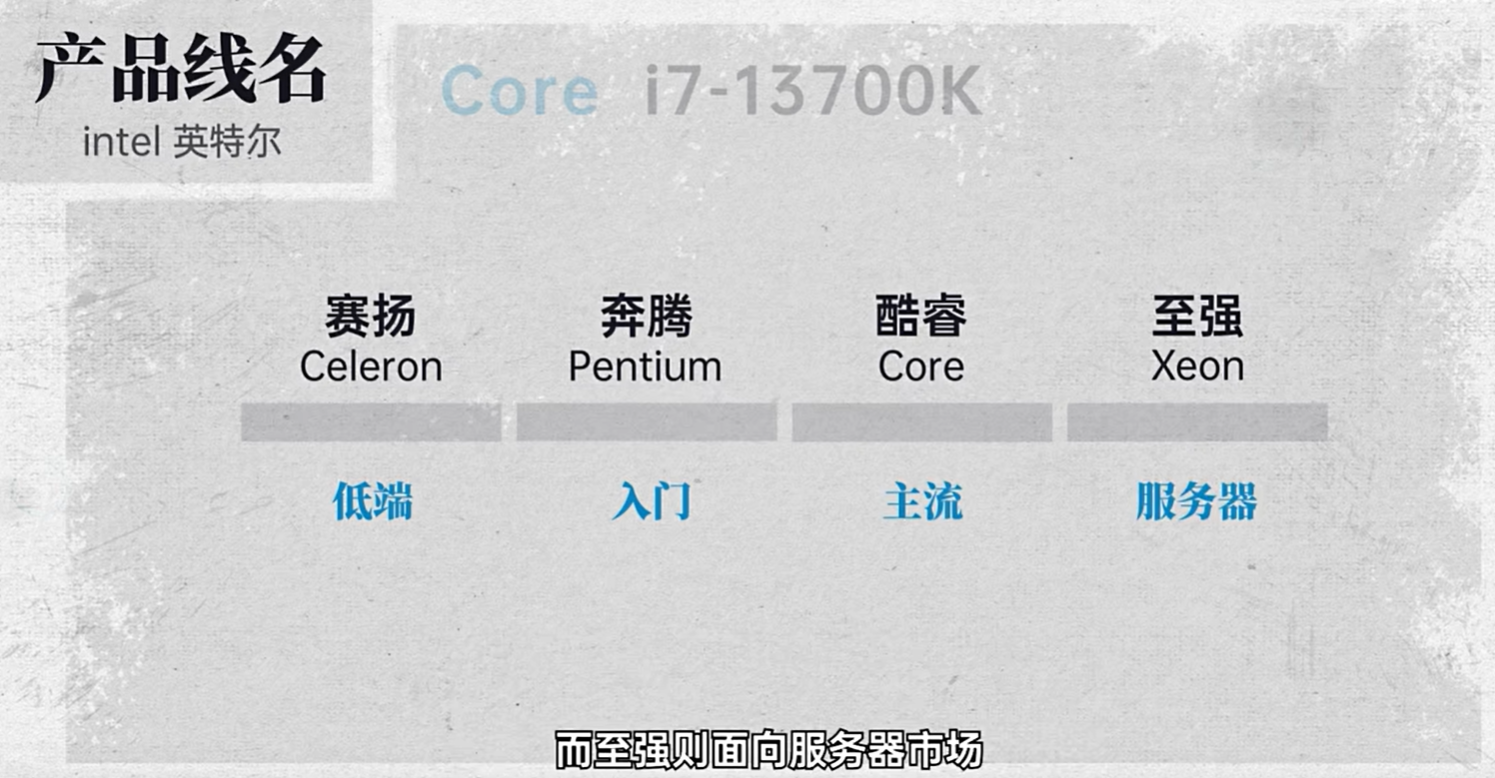 产品线名
intel 英特尔
Core i7-13700K
赛扬 奔腾 酷睿 至强
Celeron Pentium Core Xeon
低端 入门 主流 服务器
而至强则面向服务器市场